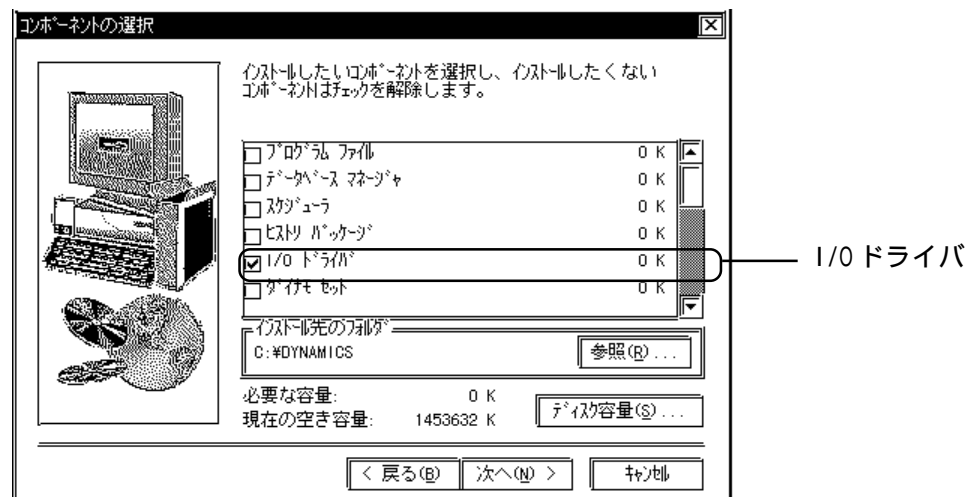 コンポーネントの選択
インストールしたいコンポーネントを選択し、インストールしたくない
コンポーネントはチェックを解除します。
プログラム ファイル 0 K
データベース マネージャ 0 K
スケジューラ 0 K
ヒストリ パッケージ 0 K
I/O ドライバ 0 K
I/O ドライバ
ダイナモ セット 0 K
インストール先のフォルダ
C:¥DYNAMICS 参照(R)...
必要な容量: 0 K
現在の空き容量: 1453632 K ディスク容量(S)...
< 戻る(B) 次へ(N) > キャンセル